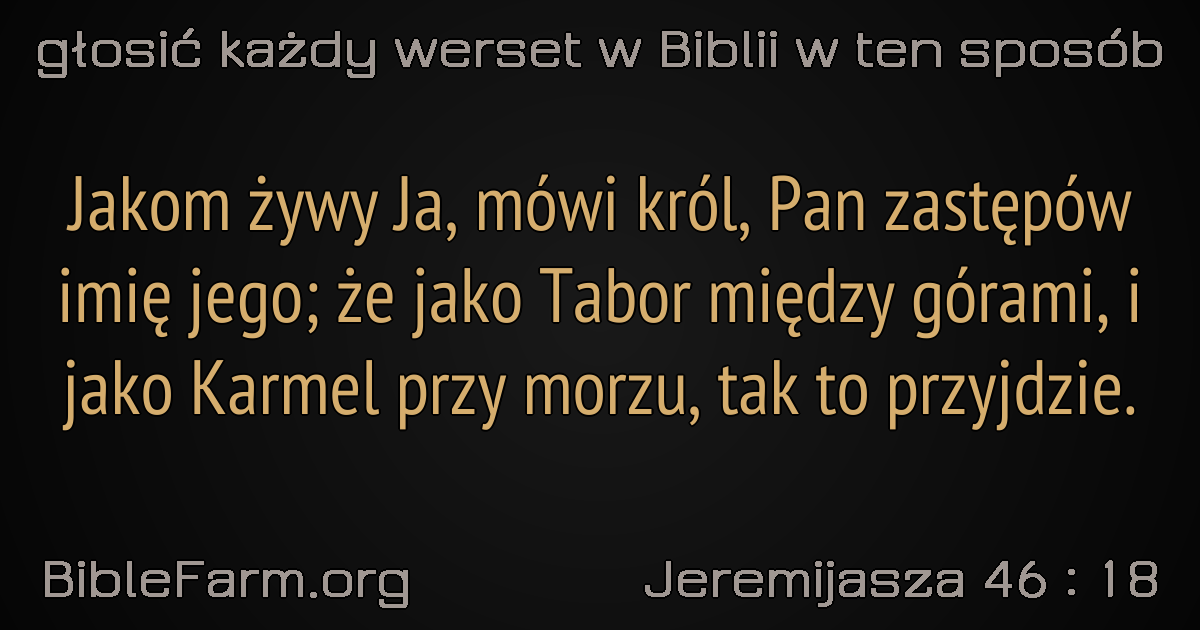 głosić każdy werset w Biblii w ten sposób
Jakom żywy Ja, mówi król, Pan zastępów
imię jego; że jako Tabor między górami, i
jako Karmel przy morzu, tak to przyjdzie.
BibleFarm.org
Jeremijasza 46 : 18